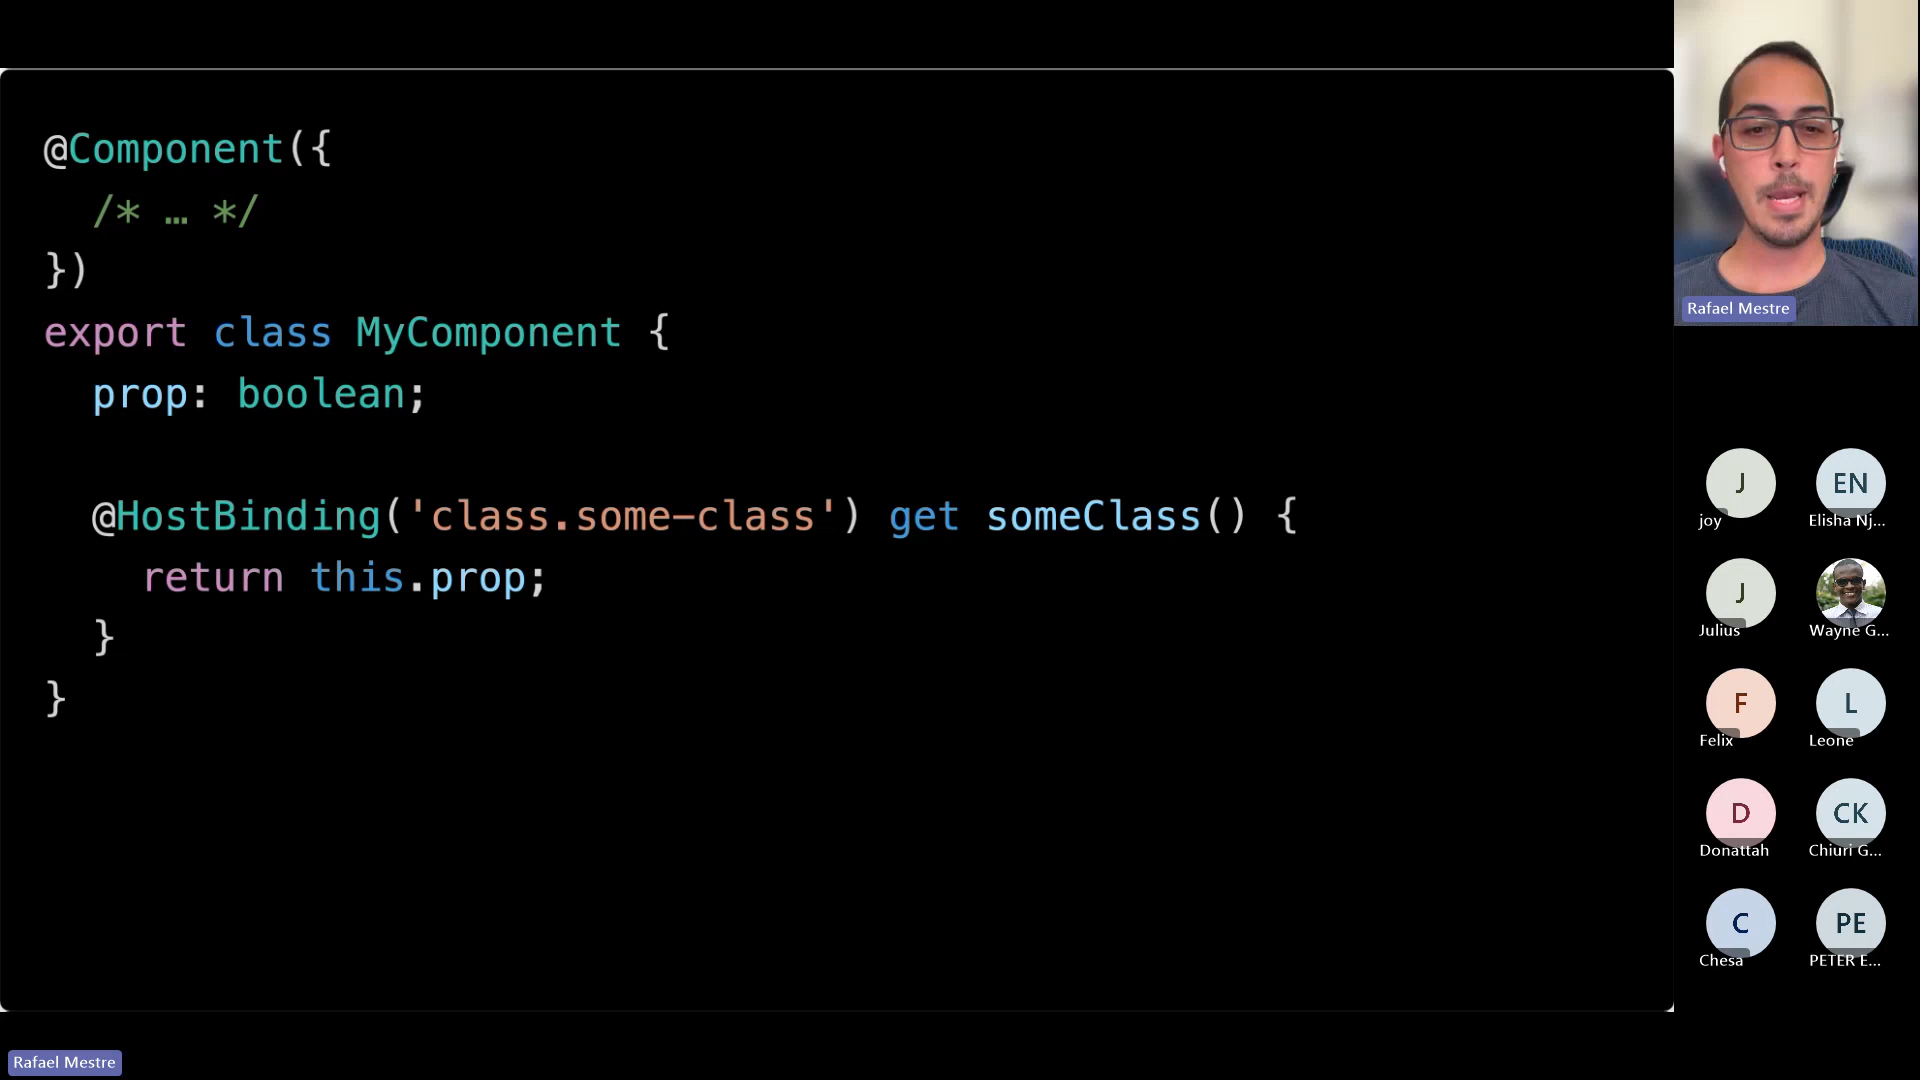 @Component({
/* … */
})
export class MyComponent {
prop: boolean;
@HostBinding('class.some-class') get someClass() {
return this.prop;
}
}
Rafael Mestre
J
joy
EN
Elisha Nj...
J
Julius
Wayne G...
F
Felix
L
Leone
D
Donattah
CK
Chiuri G...
C
Chesa
PE
PETER E...
Rafael Mestre